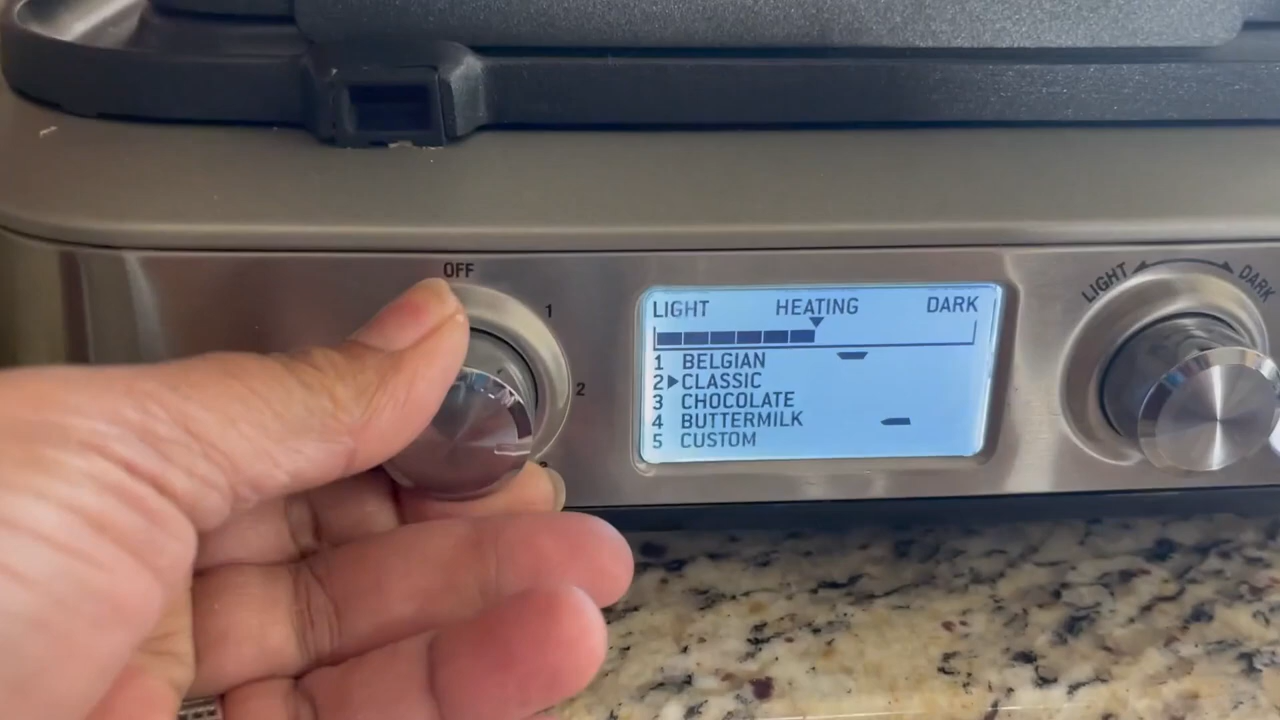 OFF
1
2
LIGHT HEATING DARK
1 BELGIAN
2 CLASSIC
3 CHOCOLATE
4 BUTTERMILK
5 CUSTOM
LIGHT DARK